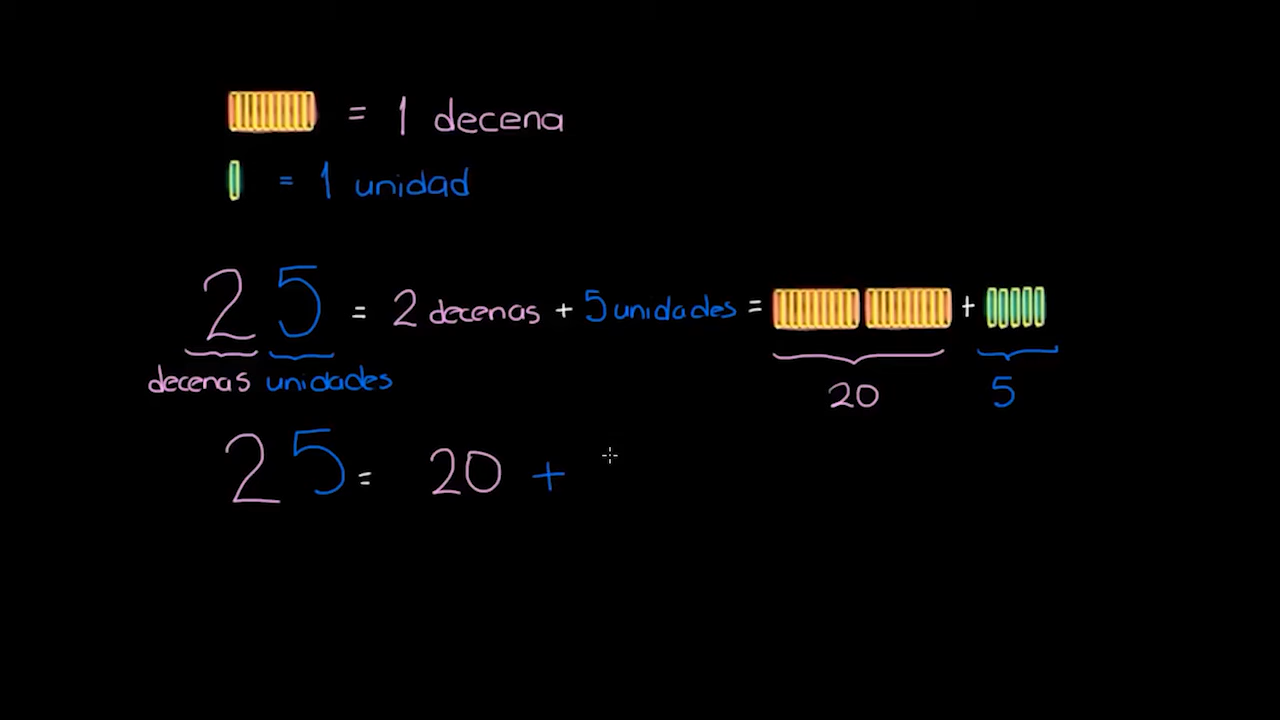 = 1 decena
= 1 unidad
25 = 2 decenas + 5 unidades = +
decenas unidades 20 5
25 = 20 +